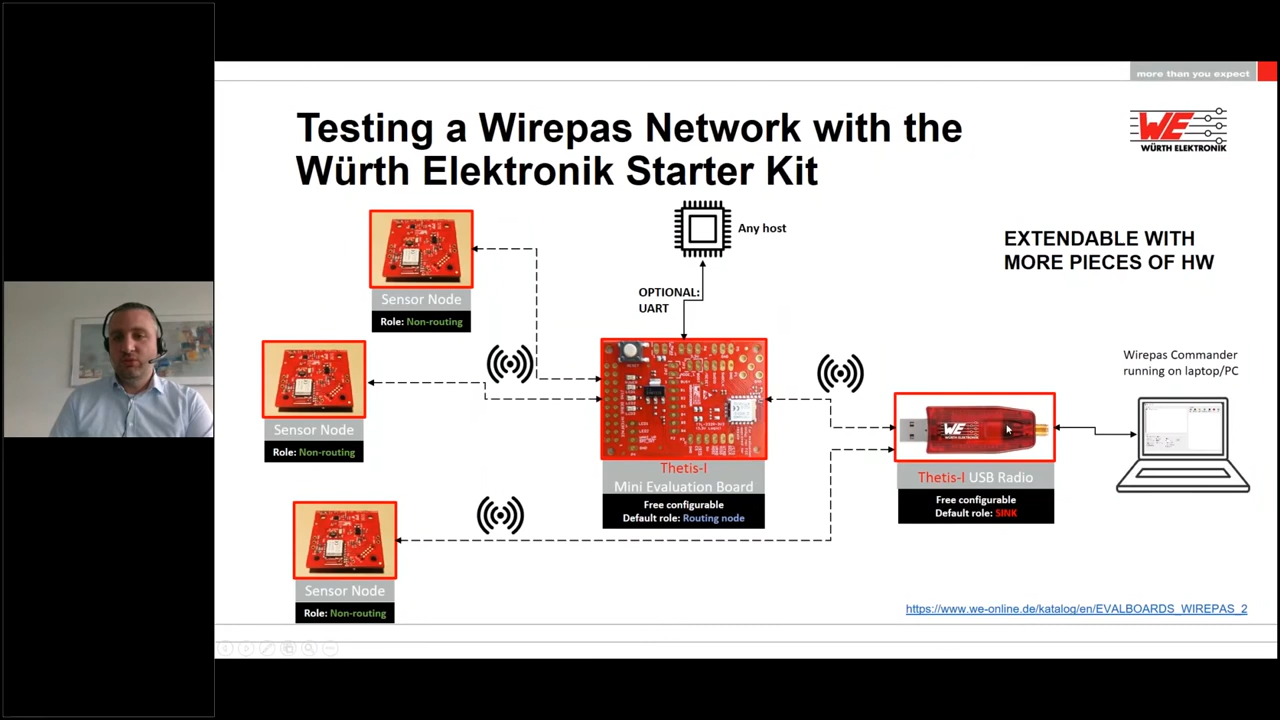 more than you expect
Testing a Wirepas Network with the
Würth Elektronik Starter Kit
WE
WÜRTH ELEKTRONIK
Any host
EXTENDABLE WITH
MORE PIECES OF HW
OPTIONAL:
UART
Sensor Node
Role: Non-routing
Sensor Node
Role: Non-routing
Sensor Node
Role: Non-routing
Thetis-I
Mini Evaluation Board
Free configurable
Default role: Routing node
WE
Thetis-I USB Radio
Free configurable
Default role: SINK
Wirepas Commander
running on laptop/PC
https://www.we-online.de/katalog/en/EVALBOARDS_WIREPAS_2